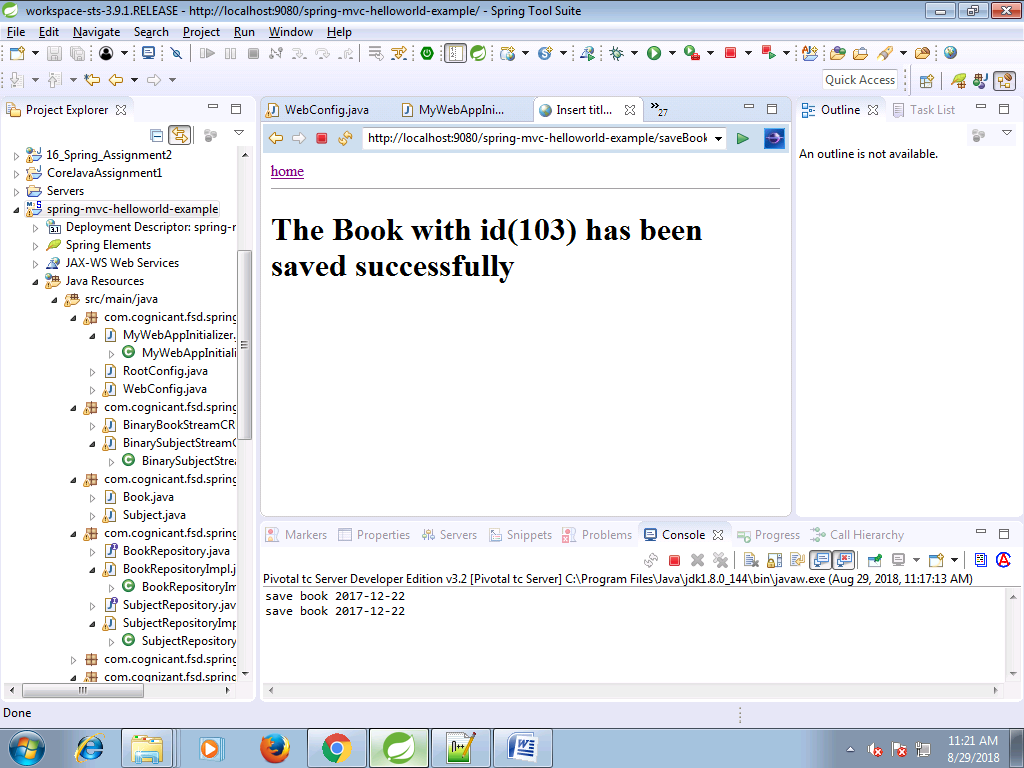 workspace-sts-3.9.1.RELEASE - http://localhost:9080/spring-mvc-helloworld-example/ - Spring Tool Suite
File Edit Navigate Search Project Run Window Help
Quick Access
Project Explorer
16_Spring_Assignment2
CoreJavaAssignment1
Servers
spring-mvc-helloworld-example
Deployment Descriptor: spring-r
Spring Elements
JAX-WS Web Services
Java Resources
src/main/java
com.cognicant.fsd.spring
MyWebAppInitializer.
MyWebAppInitiali
RootConfig.java
WebConfig.java
com.cognicant.fsd.spring
BinaryBookStreamCR
BinarySubjectStreamC
BinarySubjectStrea
com.cognicant.fsd.spring
Book.java
Subject.java
com.cognicant.fsd.spring
BookRepository.java
BookRepositoryImpl.j
BookRepositoryIm
SubjectRepository.jav
SubjectRepositoryImp
SubjectRepository
com.cognicant.fsd.spring
com.cognizant.fsd.spring
WebConfig.java MyWebAppIni... Insert titl... 27
http://localhost:9080/spring-mvc-helloworld-example/saveBook
home
The Book with id(103) has been
saved successfully
Outline Task List
An outline is not available.
Markers Properties Servers Snippets Problems Console Progress Call Hierarchy
Pivotal tc Server Developer Edition v3.2 [Pivotal tc Server] C:\Program Files\Java\jdk1.8.0_144\bin\javaw.exe (Aug 29, 2018, 11:17:13 AM)
save book 2017-12-22
save book 2017-12-22
Done
11:21 AM
8/29/2018